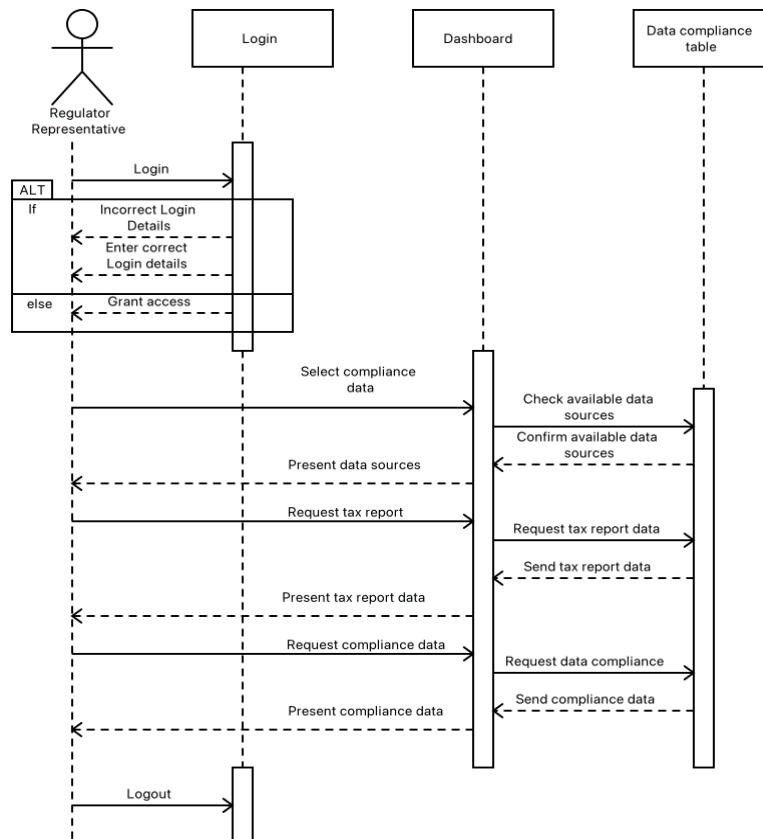 Login
Dashboard
Data compliance
table
Regulator
Representative
Login
ALT
If
Incorrect Login
Details
Enter correct
Login details
else
Grant access
Select compliance
data
Check available data
sources
Confirm available data
sources
Present data sources
Request tax report
Request tax report data
Send tax report data
Present tax report data
Request compliance data
Request data compliance
Send compliance data
Present compliance data
Logout